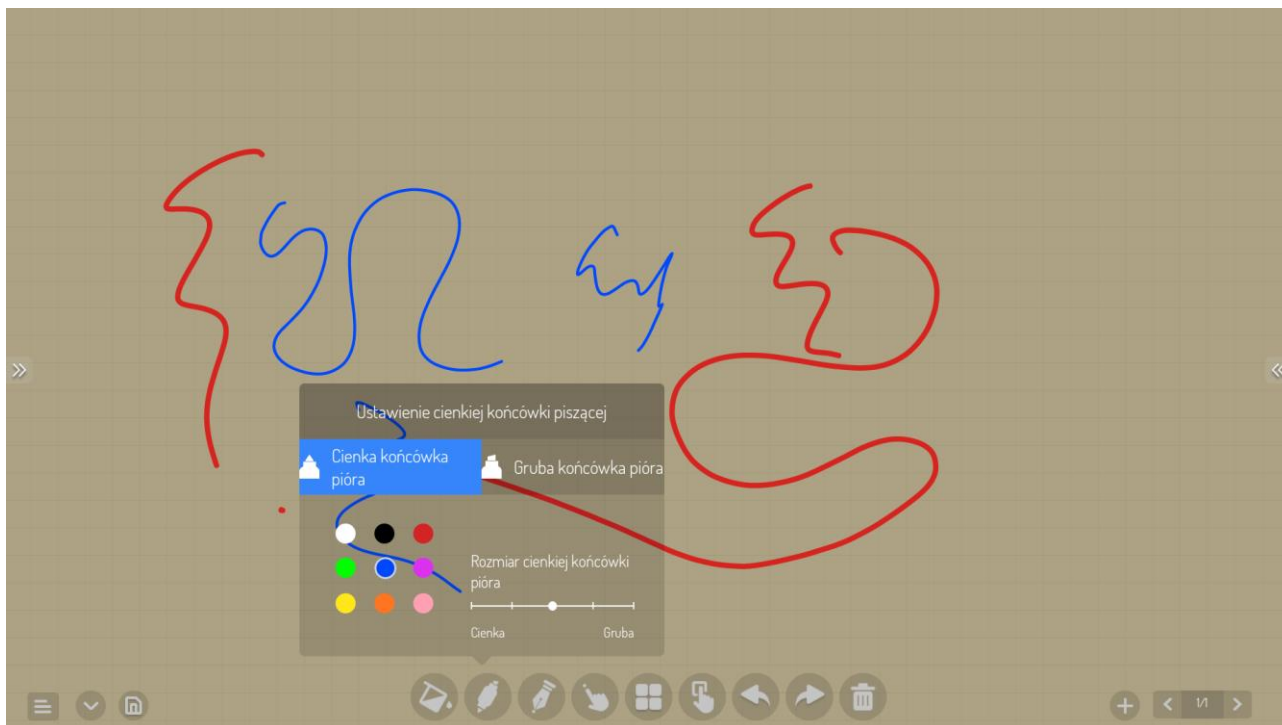 Ustawienie cienkiej końcówki piszącej
Cienka końcówka
pióra
Gruba końcówka pióra
Rozmiar cienkiej końcówki
pióra
Cienka
Gruba
1/1